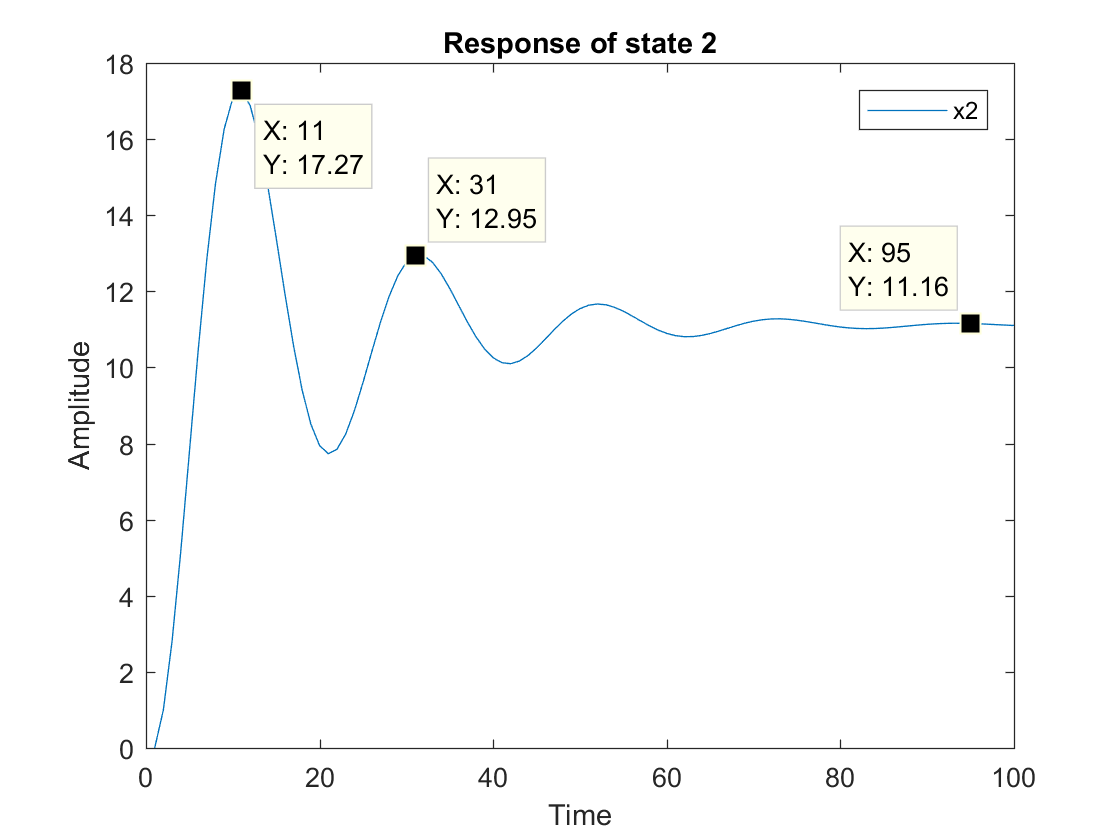 Response of state 2
x2
X: 11
Y: 17.27
X: 31
Y: 12.95
X: 95
Y: 11.16
Amplitude
18
16
14
12
10
8
6
4
2
0
0 20 40 60 80 100
Time